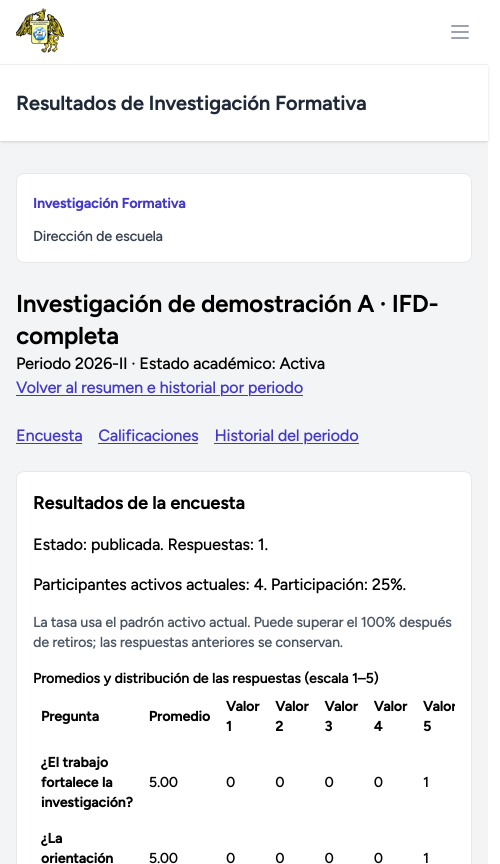 Resultados de Investigación Formativa
Investigación Formativa
Dirección de escuela
Investigación de demostración A · IFD-
completa
Periodo 2026-II · Estado académico: Activa
Volver al resumen e historial por periodo
Encuesta Calificaciones Historial del periodo
Resultados de la encuesta
Estado: publicada. Respuestas: 1.
Participantes activos actuales: 4. Participación: 25%.
La tasa usa el padrón activo actual. Puede superar el 100% después
de retiros; las respuestas anteriores se conservan.
Promedios y distribución de las respuestas (escala 1–5)
Pregunta Promedio Valor 1 Valor 2 Valor 3 Valor 4 Valor 5
¿El trabajo
fortalece la
investigación? 5.00 0 0 0 0 1
¿La
orientación 5.00 0 0 0 0 1